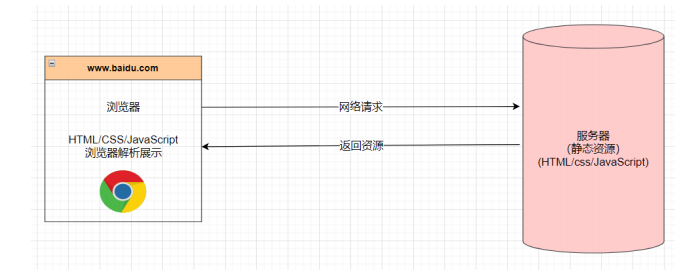 www.baidu.com
浏览器
HTML/CSS/JavaScript
浏览器解析展示
网络请求
返回资源
服务器
(静态资源)
(HTML/css/JavaScript)